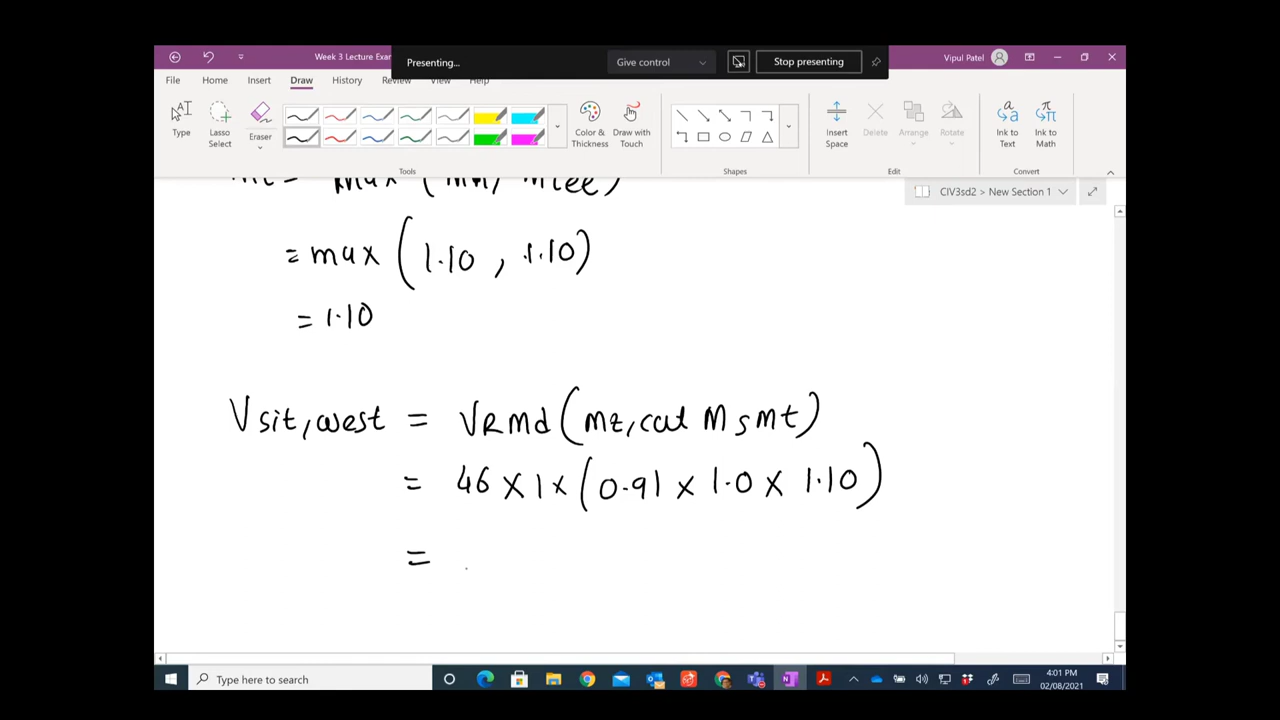 Week 3 Lecture Exar
Presenting...
Give control
Stop presenting
Vipul Patel
File Home Insert Draw History Review View Help
Type
Lasso Select
Eraser
Color & Thickness
Draw with Touch
Insert Space
Delete
Arrange
Rotate
Ink to Text
Ink to Math
Tools
Shapes
Edit
Convert
CIV3sd2 > New Section 1
= max (
= max (1.10 , 1.10)
= 1.10
Vsit,west = VRMd (Mz,cat Ms Mt)
= 46 × 1 × (0.91 × 1.0 × 1.10)
=
Type here to search
4:01 PM
02/08/2021